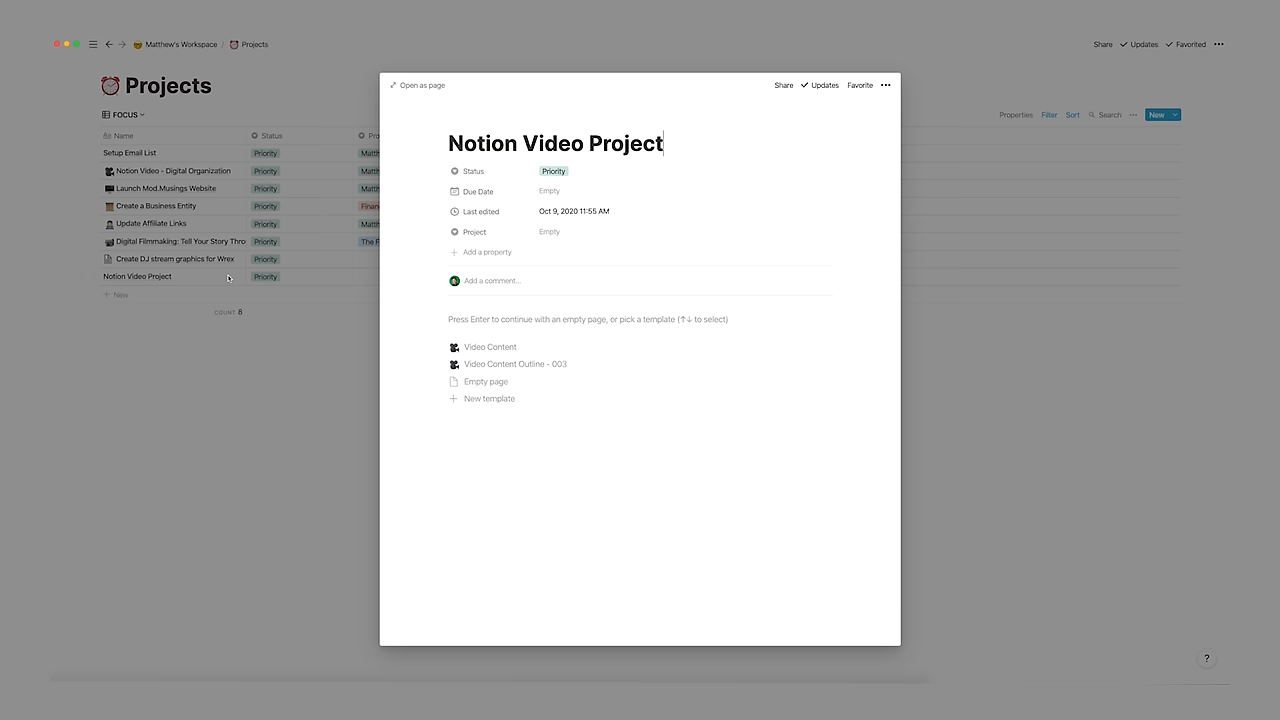 Matthew's Workspace / Projects
Share Updates Favorited
Projects
FOCUS
Properties Filter Sort Search New
Name Status
Setup Email List Priority
Notion Video - Digital Organization Priority
Launch Mod.Musings Website Priority
Create a Business Entity Priority
Update Affiliate Links Priority
Digital Filmmaking: Tell Your Story Thro Priority The F
Create DJ stream graphics for Wrex Priority
Notion Video Project Priority
New
COUNT 8
Open as page
Share Updates Favorite
Notion Video Project
Status Priority
Due Date Empty
Last edited Oct 9, 2020 11:55 AM
Project Empty
Add a property
Add a comment...
Press Enter to continue with an empty page, or pick a template (↑↓ to select)
Video Content
Video Content Outline - 003
Empty page
New template
?